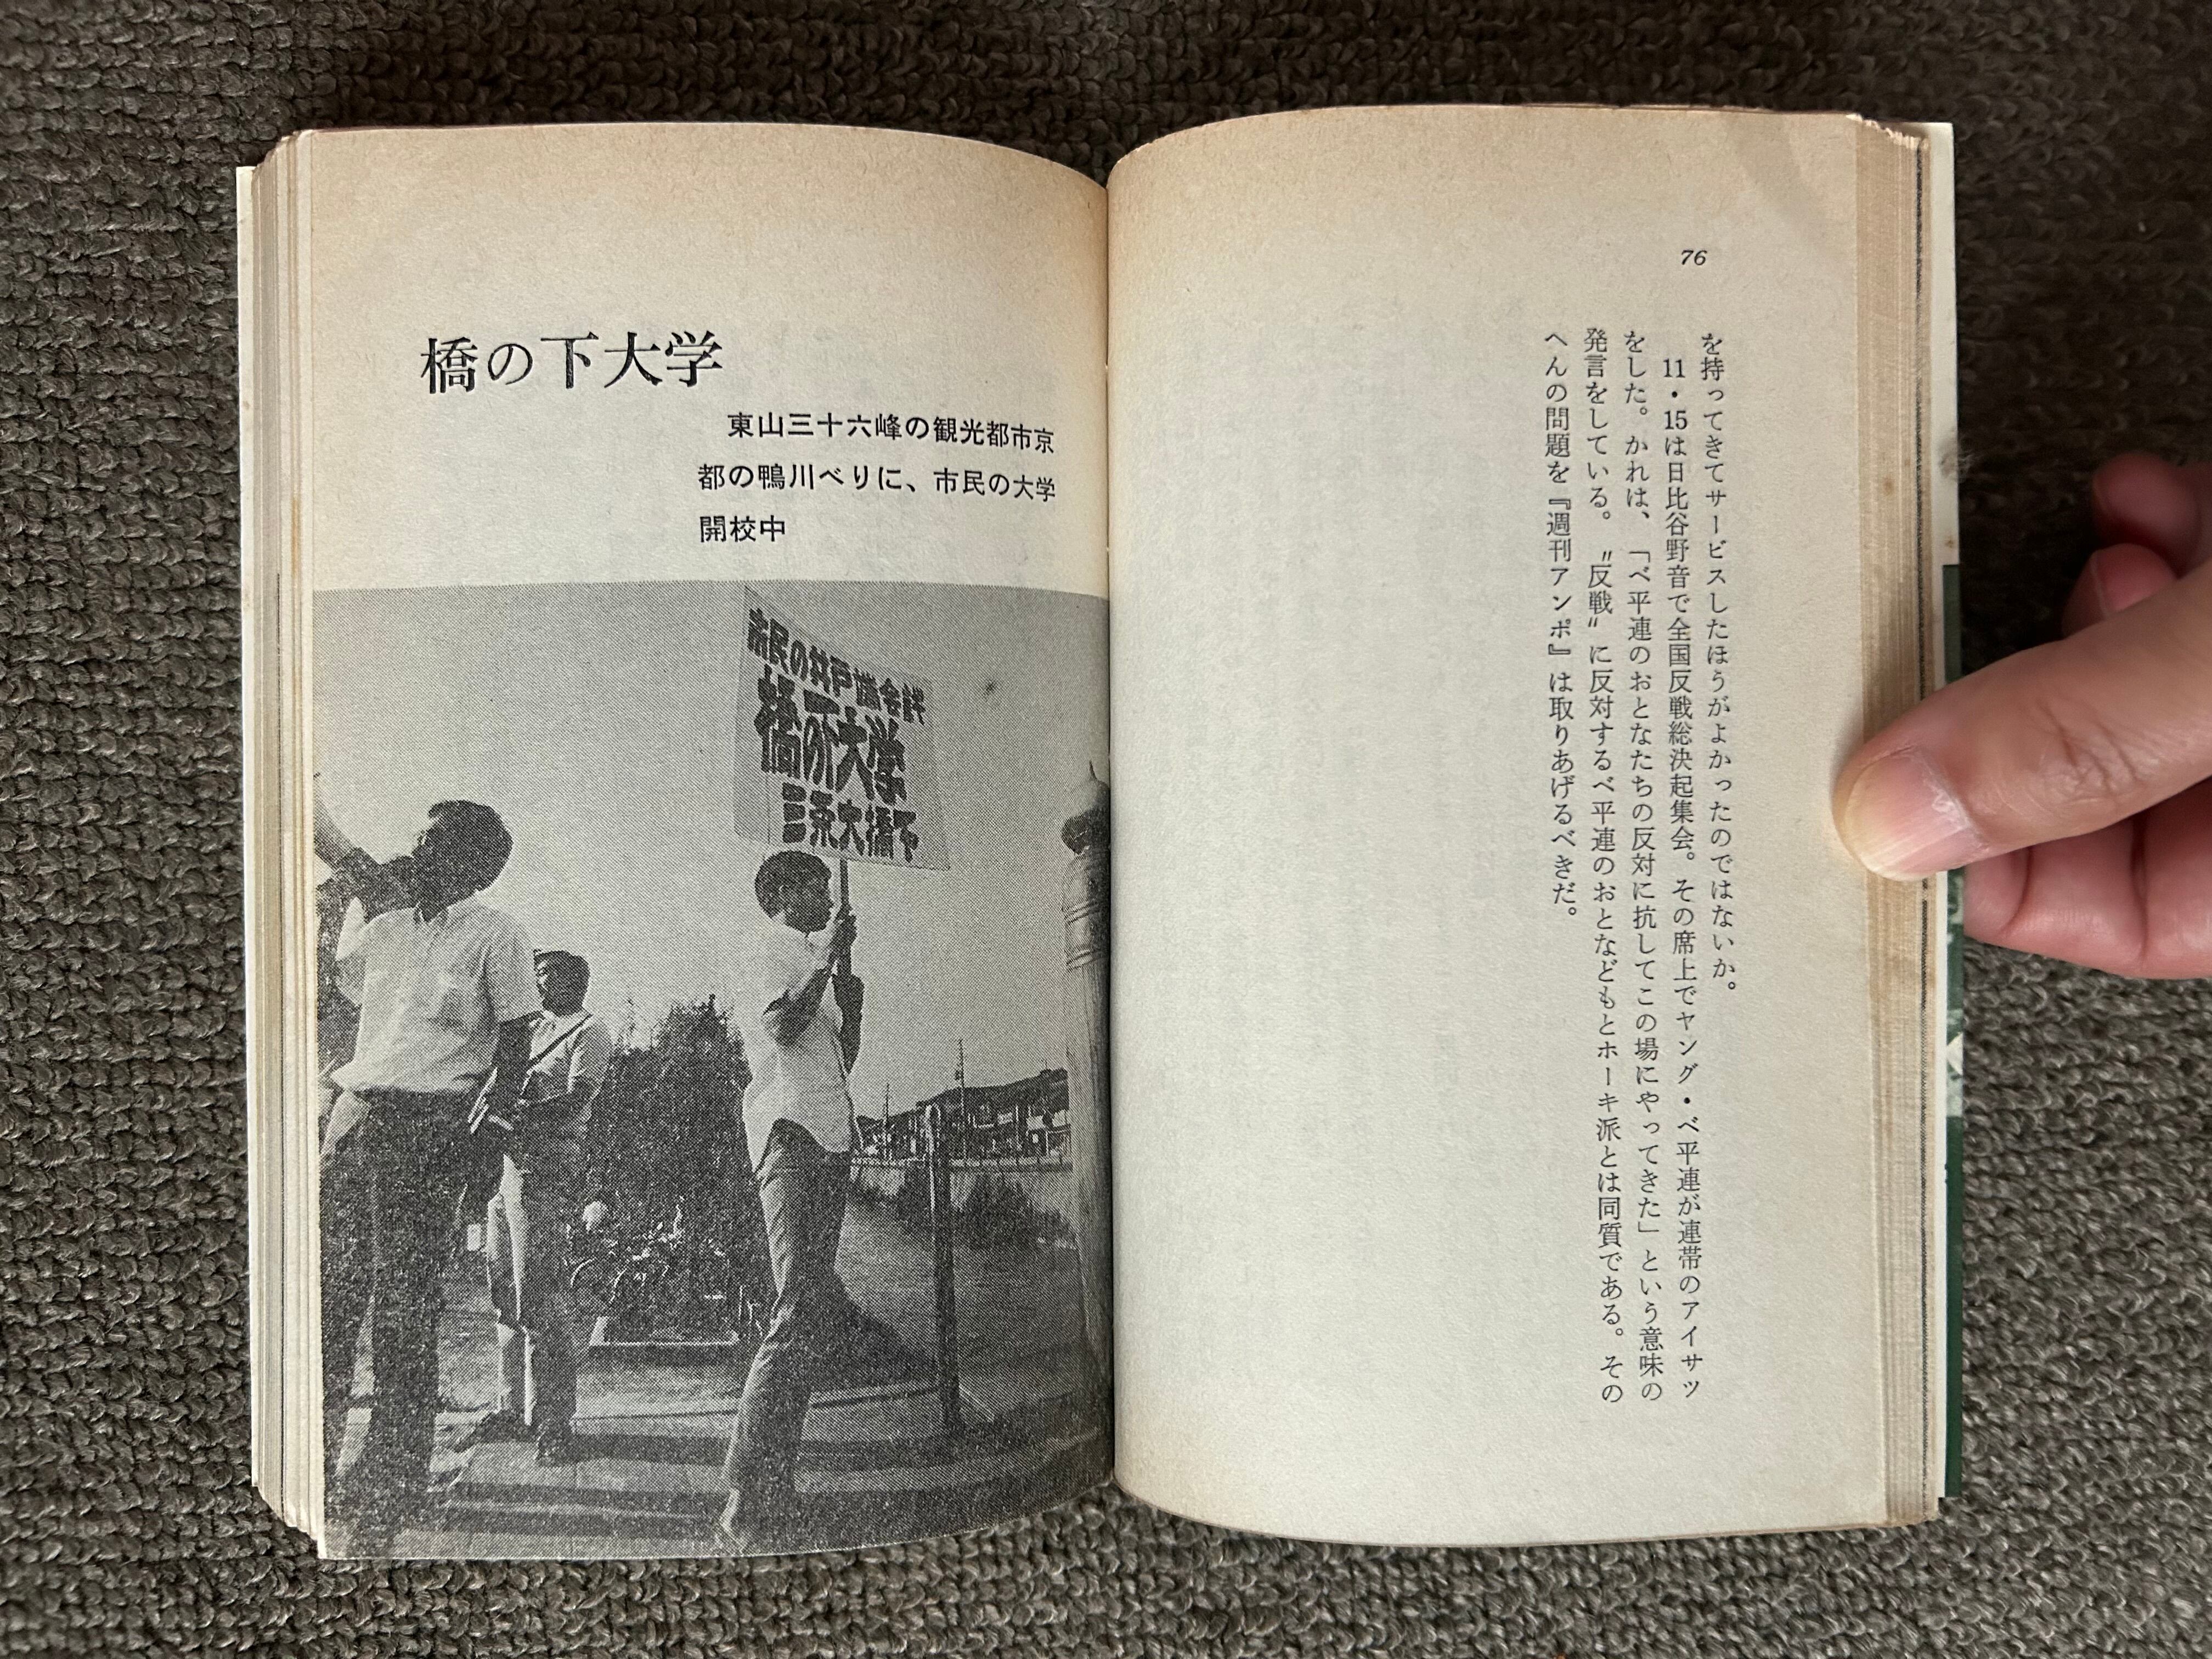 76
を持ってきてサービスしたほうがよかったのではないか。
11・15は日比谷野音で全国反戦総決起集会。その席上でヤング・ベ平連が連帯のアイサツ
をした。かれは、「ベ平連のおとなたちの反対に抗してこの場にやってきた」という意味の
発言をしている。〝反戦〟に反対するベ平連のおとなどもとホーキ派とは同質である。その
へんの問題を『週刊アンポ』は取りあげるべきだ。
橋の下大学
東山三十六峰の観光都市京
都の鴨川べりに、市民の大学
開校中
市民の井戸端会議
橋の下大学
三条大橋下